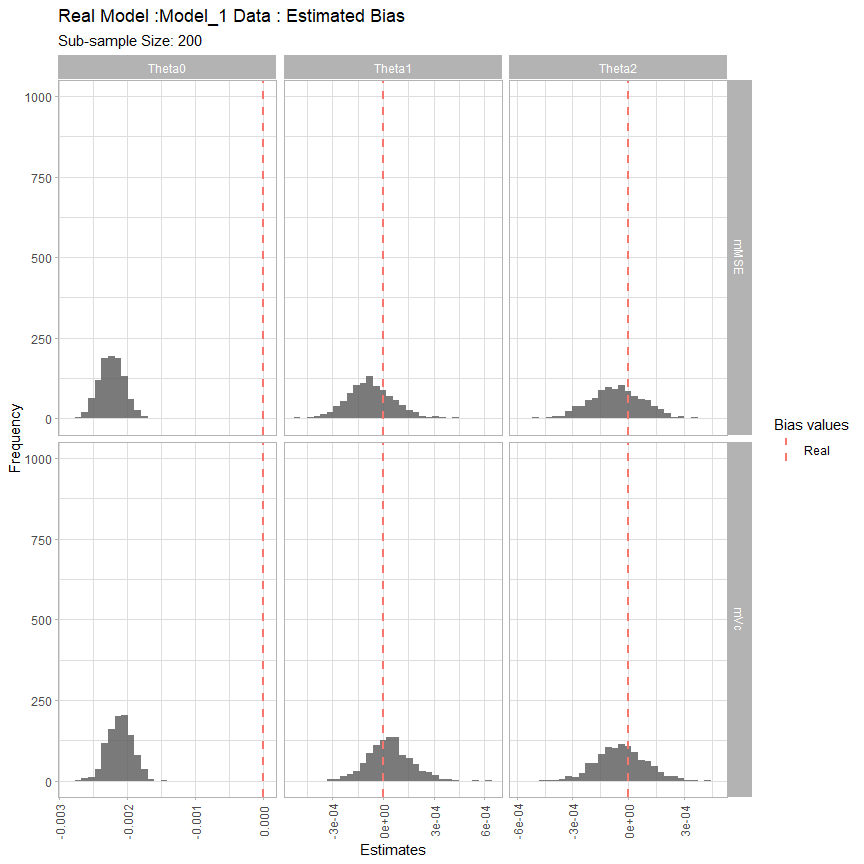 Real Model :Model_1 Data : Estimated Bias
Sub-sample Size: 200
Theta0 Theta1 Theta2
1000
750
500
250
0
mMSE
Frequency
1000
750
500
250
0
mVc
-0.003 -0.002 -0.001 0.000 -3e-04 0e+00 3e-04 6e-04 -6e-04 -3e-04 0e+00 3e-04
Estimates
Bias values
Real